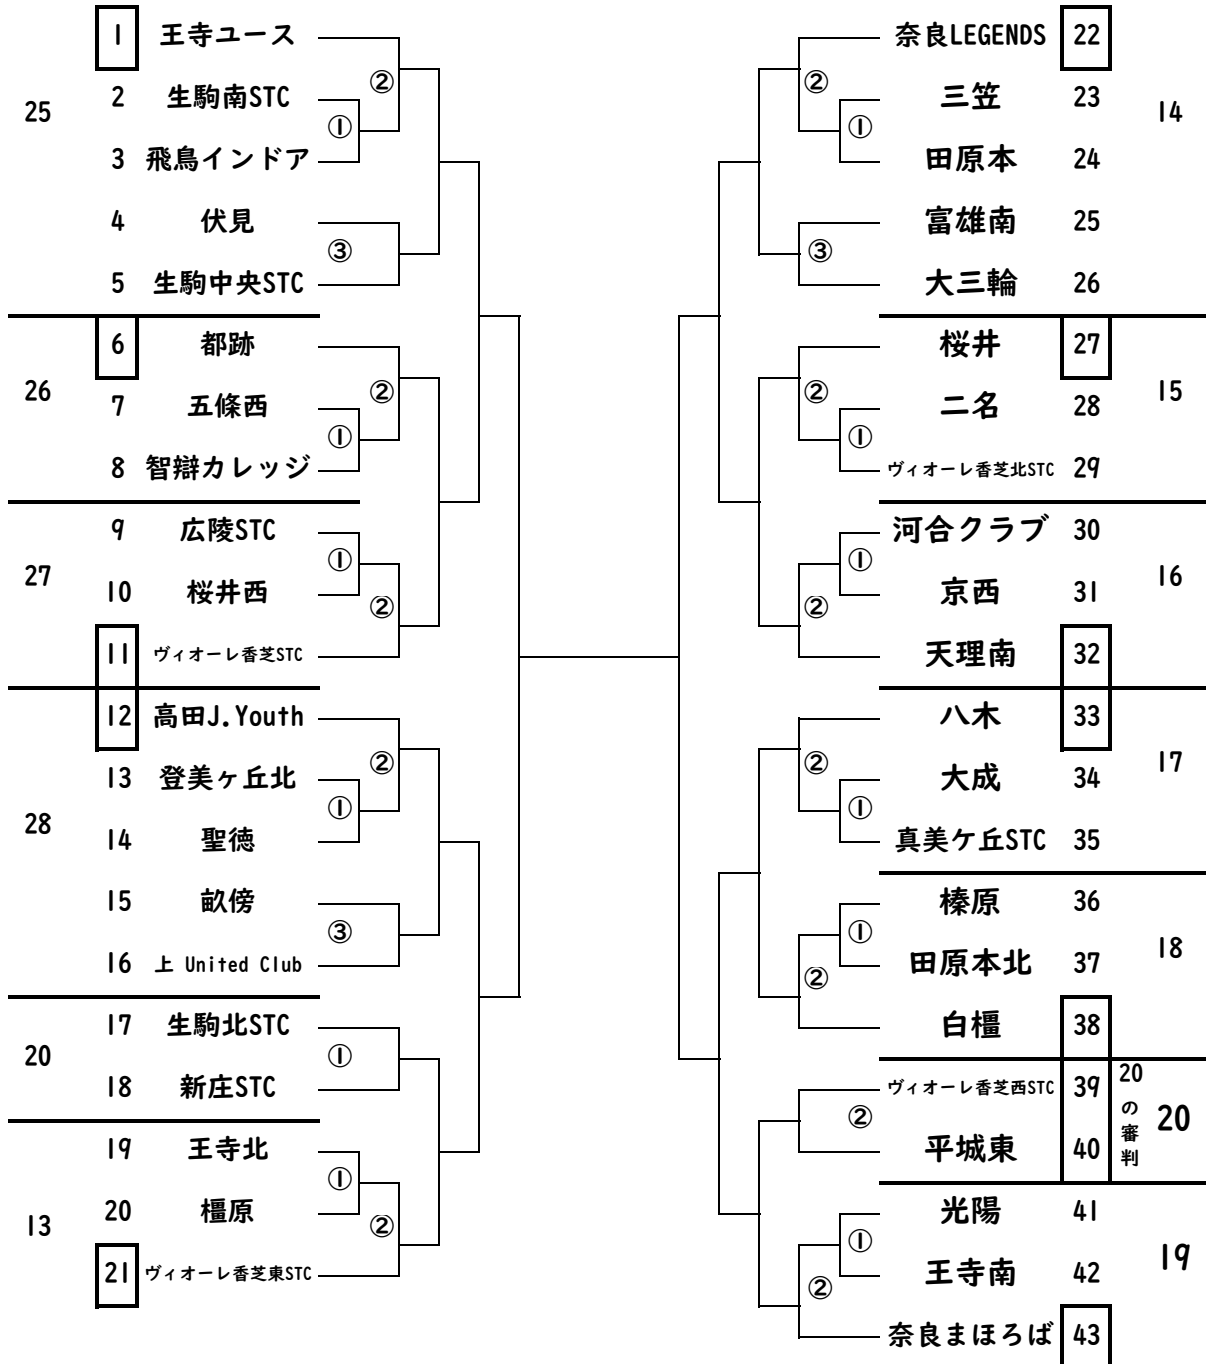 1 王寺ユース
2 生駒南STC
3 飛鳥インドア
4 伏見
5 生駒中央STC
25
②
①
③
6 都跡
7 五條西
8 智辯カレッジ
26
②
①
9 広陵STC
10 桜井西
11 ヴィオーレ香芝STC
27
①
②
12 高田J.Youth
13 登美ヶ丘北
14 聖徳
15 畝傍
16 上 United Club
28
②
①
③
17 生駒北STC
18 新庄STC
20
①
19 王寺北
20 橿原
21 ヴィオーレ香芝東STC
13
①
②
奈良LEGENDS 22
三笠 23
田原本 24
富雄南 25
大三輪 26
14
②
①
③
桜井 27
二名 28
ヴィオーレ香芝北STC 29
15
②
①
河合クラブ 30
京西 31
天理南 32
16
①
②
八木 33
大成 34
真美ケ丘STC 35
17
②
①
榛原 36
田原本北 37
白橿 38
18
①
②
ヴィオーレ香芝西STC 39
平城東 40
20の審判
20
②
光陽 41
王寺南 42
奈良まほろば 43
19
①
②